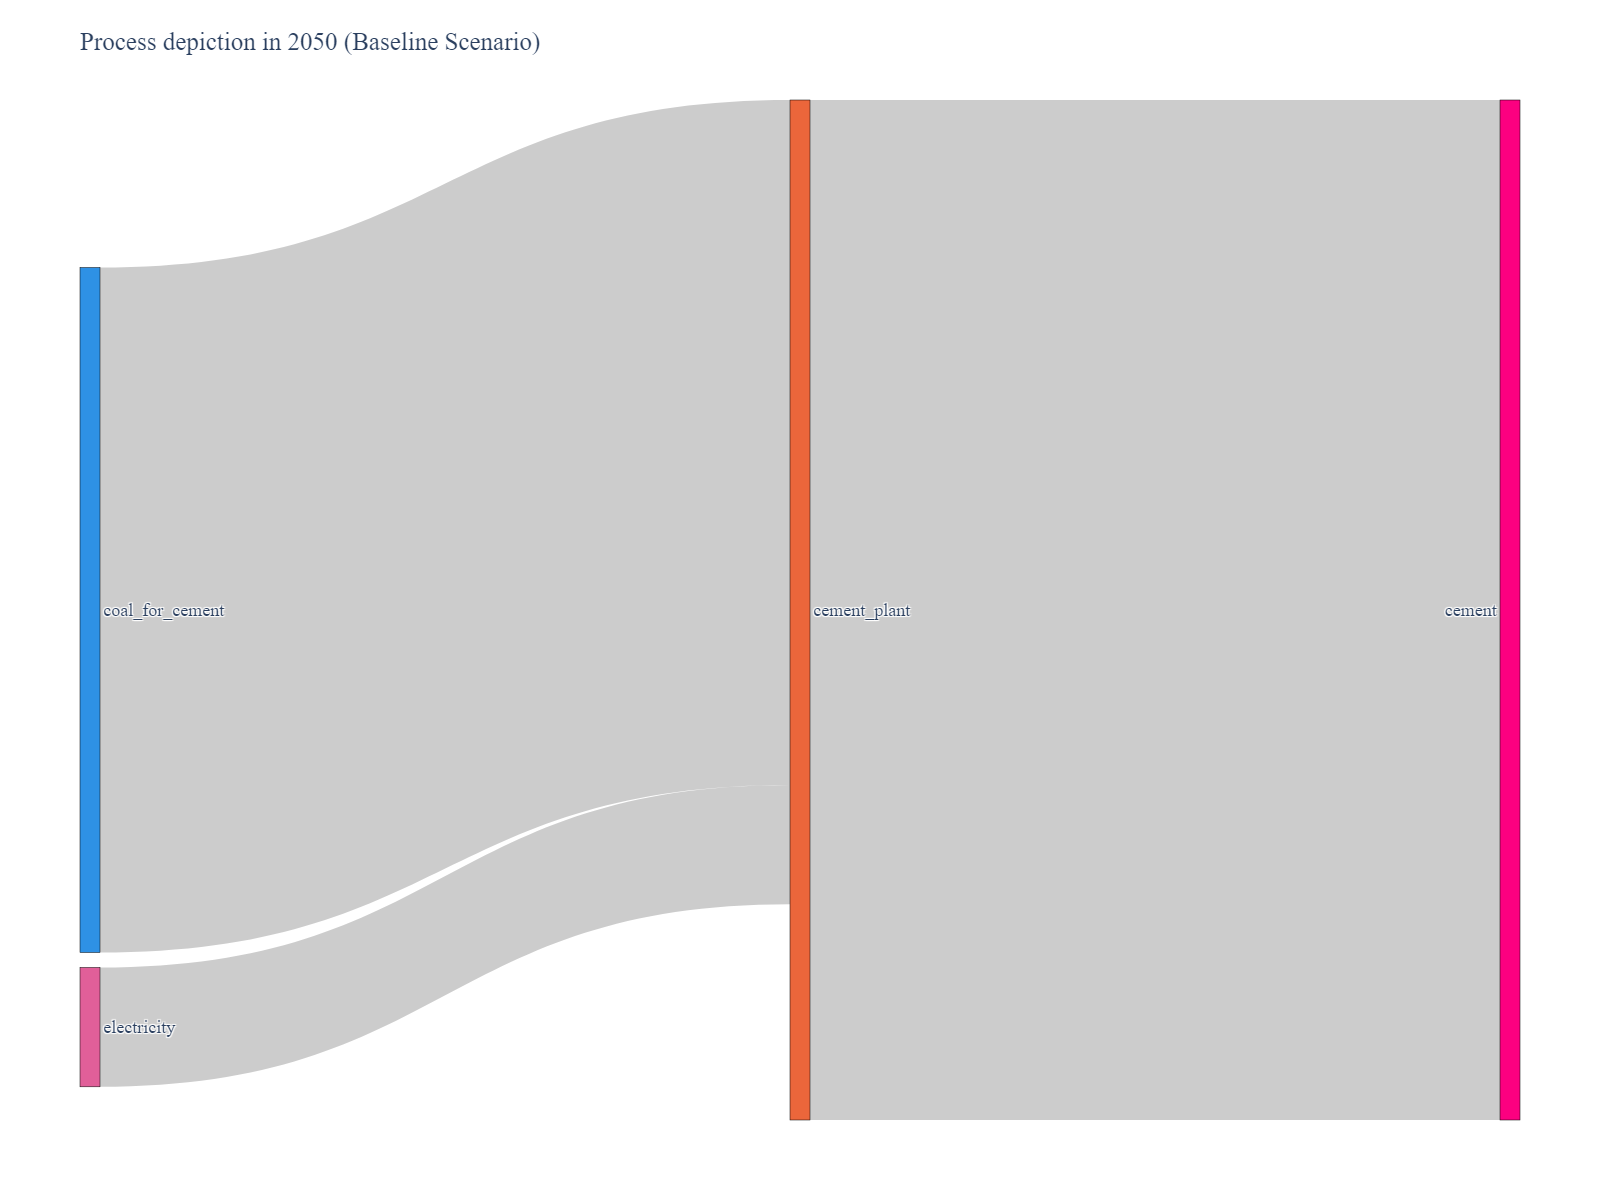 Process depiction in 2050 (Baseline Scenario)
coal_for_cement
cement_plant
cement
electricity